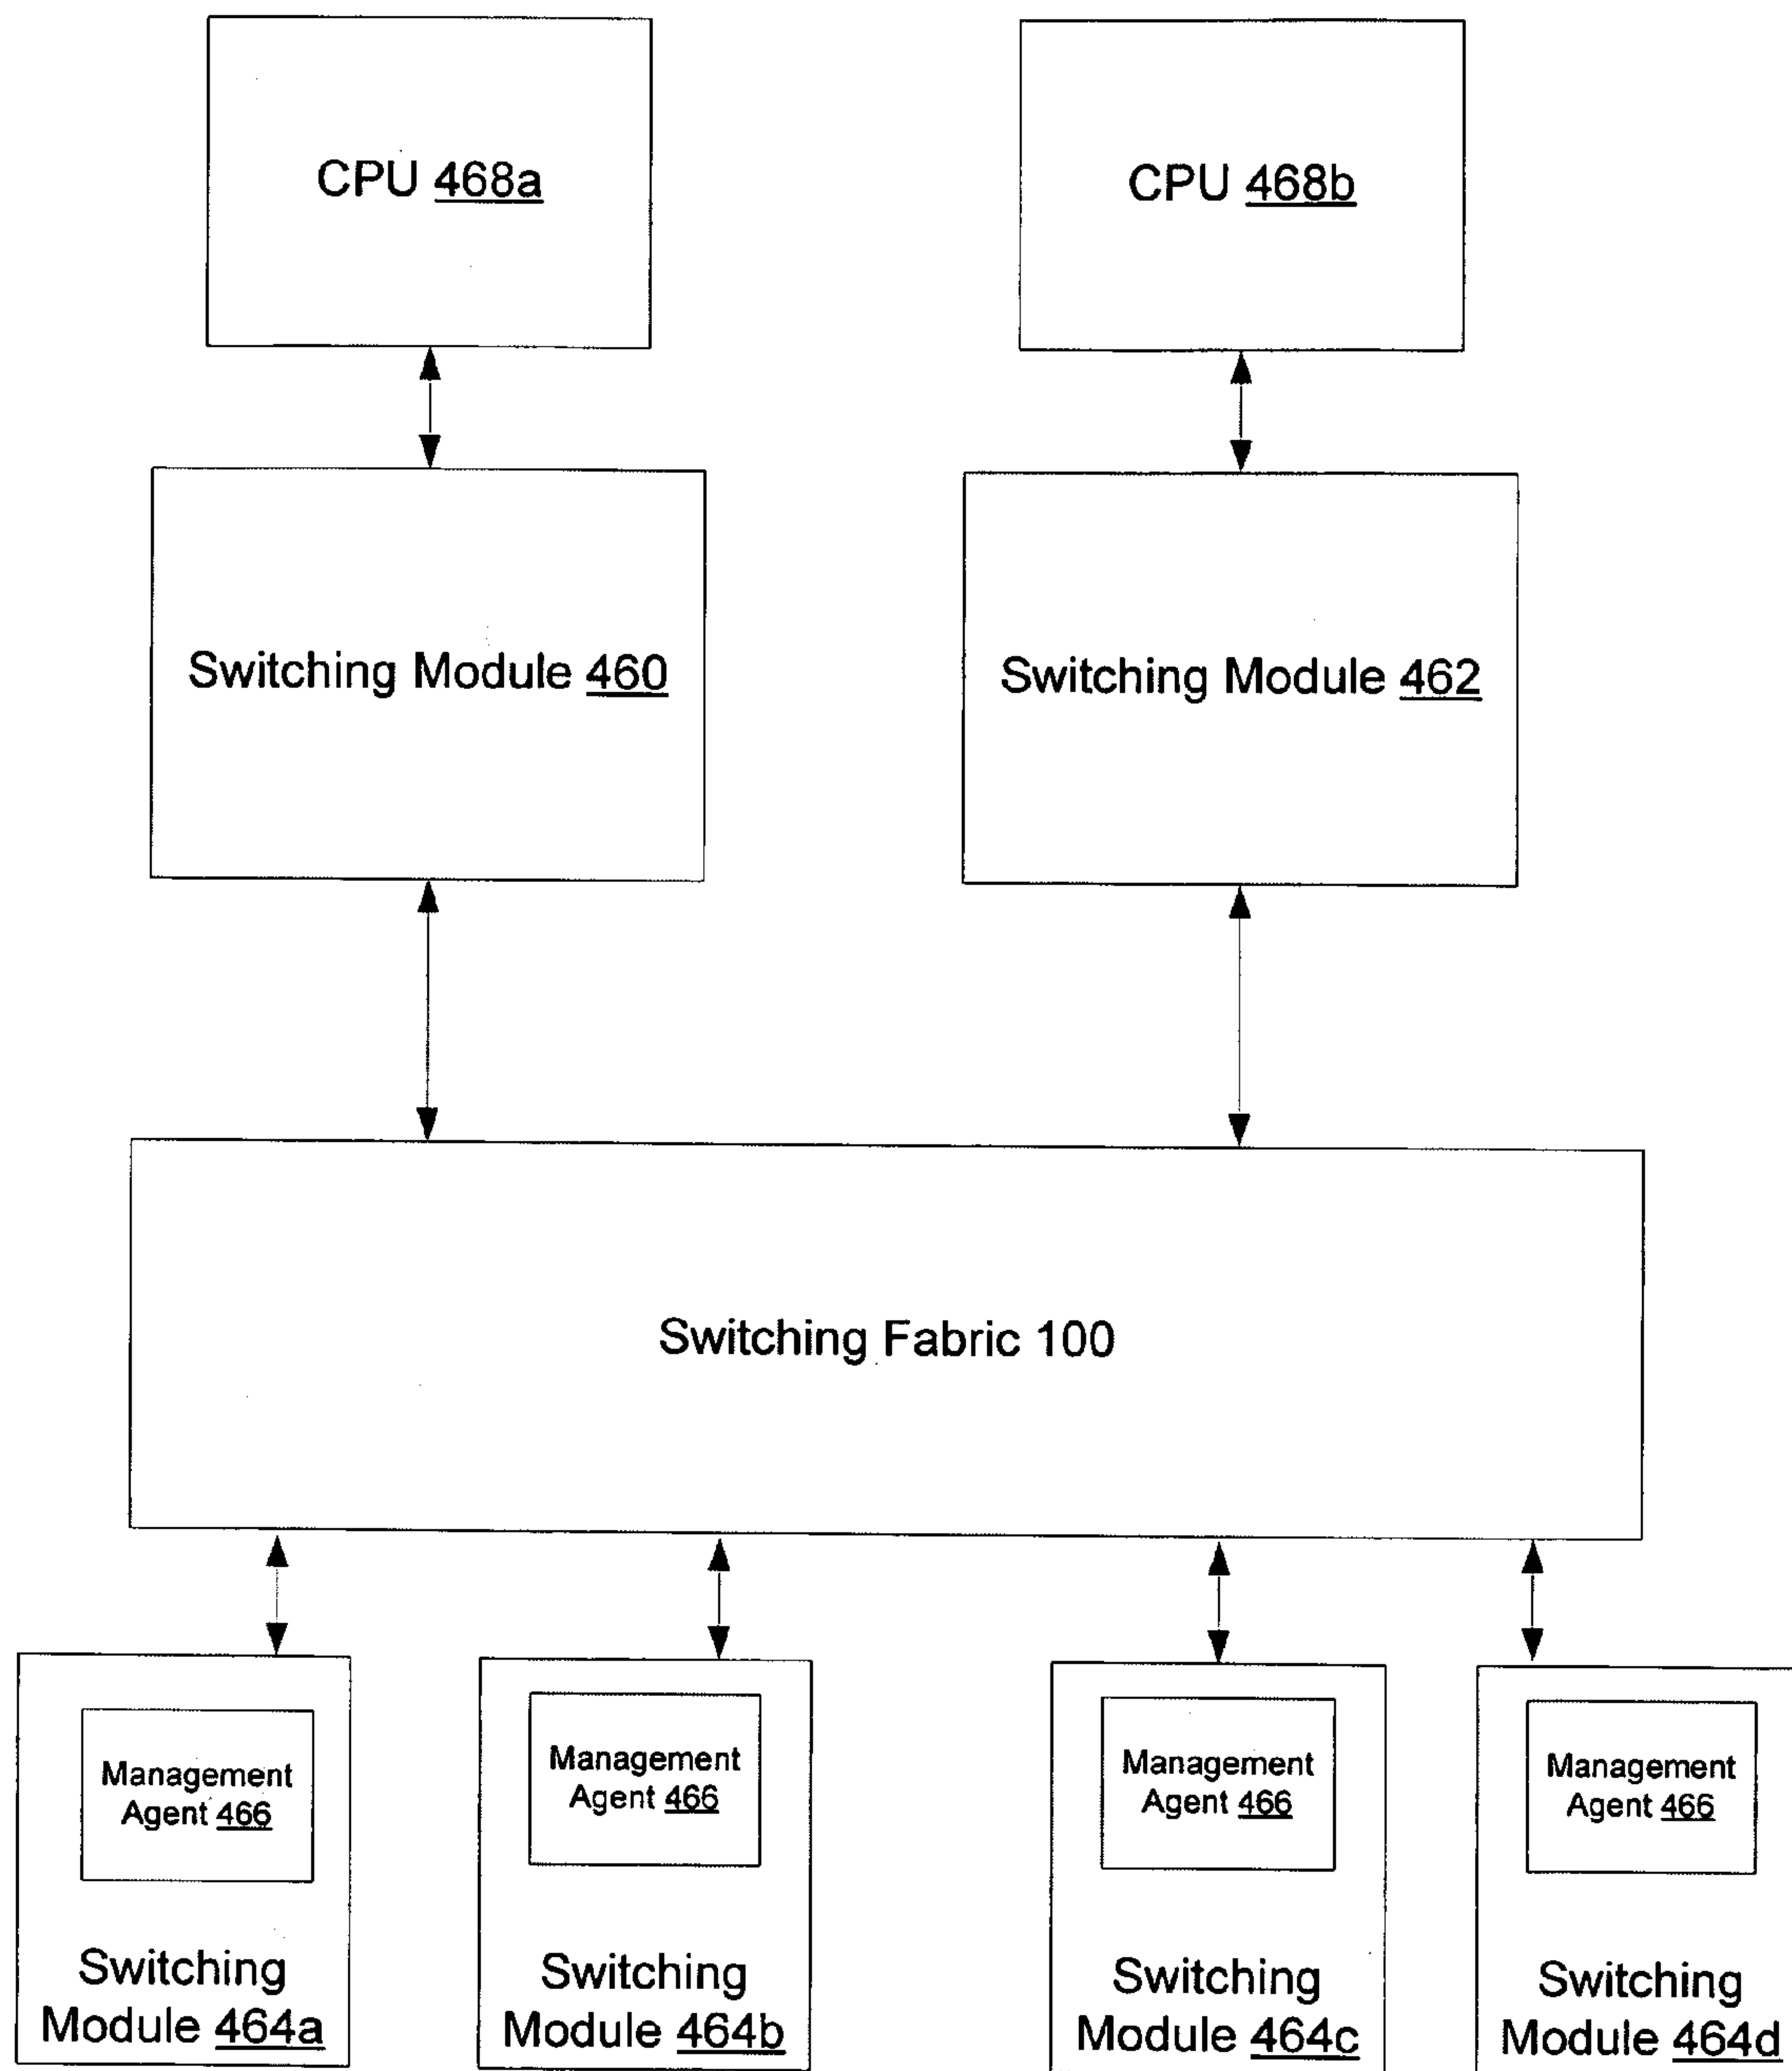 CPU 468a
CPU 468b
Switching Module 460
Switching Module 462
Switching Fabric 100
Management
Agent 466
Switching
Module 464a
Management
Agent 466
Switching
Module 464b
Management
Agent 466
Switching
Module 464c
Management
Agent 466
Switching
Module 464d